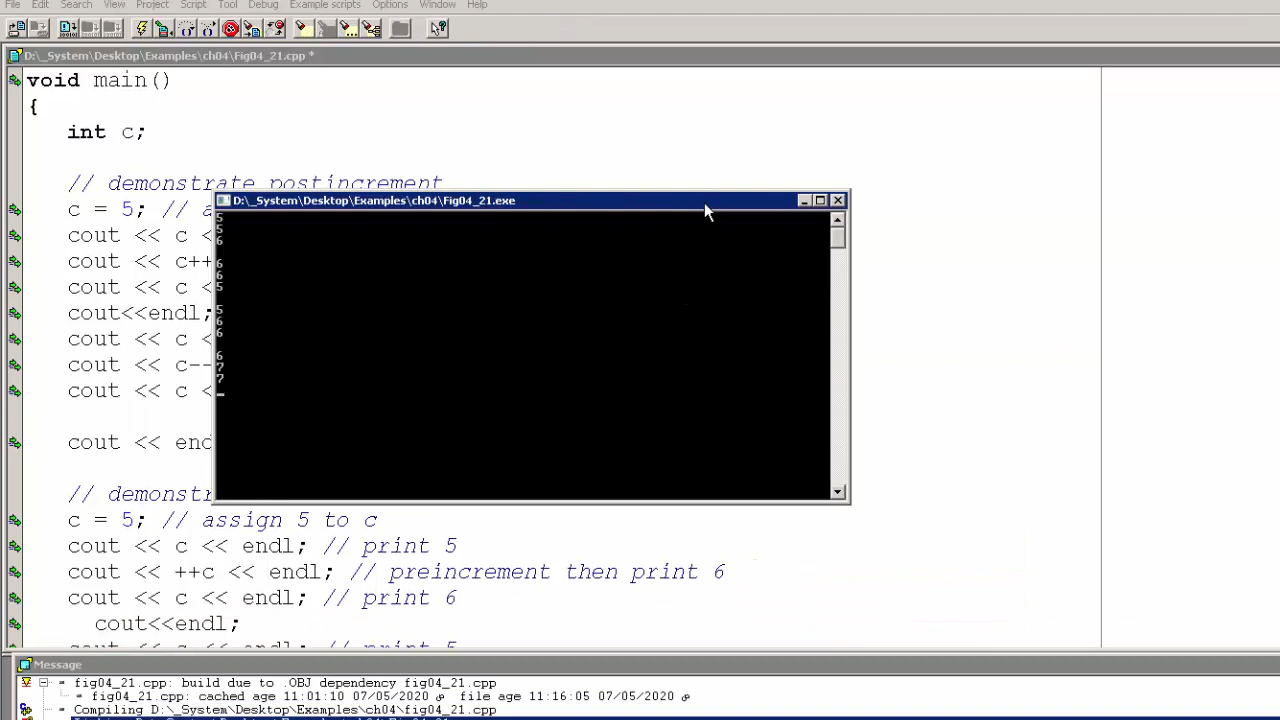 File Edit Search View Project Script Tool Debug Example scripts Options Window Help
D:\_System\Desktop\Examples\ch04\Fig04_21.cpp *
void main()
{
int c;
// demonstrate postincrement
c = 5; // a
cout << c <
cout << c++
cout << c <
cout<<endl;
cout << c <
cout << c--
cout << c <
cout << end
// demonstr
c = 5; // assign 5 to c
cout << c << endl; // print 5
cout << ++c << endl; // preincrement then print 6
cout << c << endl; // print 6
cout<<endl;
cout << c << endl; // print 5
D:\_System\Desktop\Examples\ch04\Fig04_21.exe
5
5
6
6
6
5
5
6
6
6
7
7
Message
fig04_21.cpp: build due to .OBJ dependency fig04_21.cpp
fig04_21.cpp: cached age 11:01:10 07/05/2020 file age 11:16:05 07/05/2020
Compiling D:\_System\Desktop\Examples\ch04\fig04_21.cpp